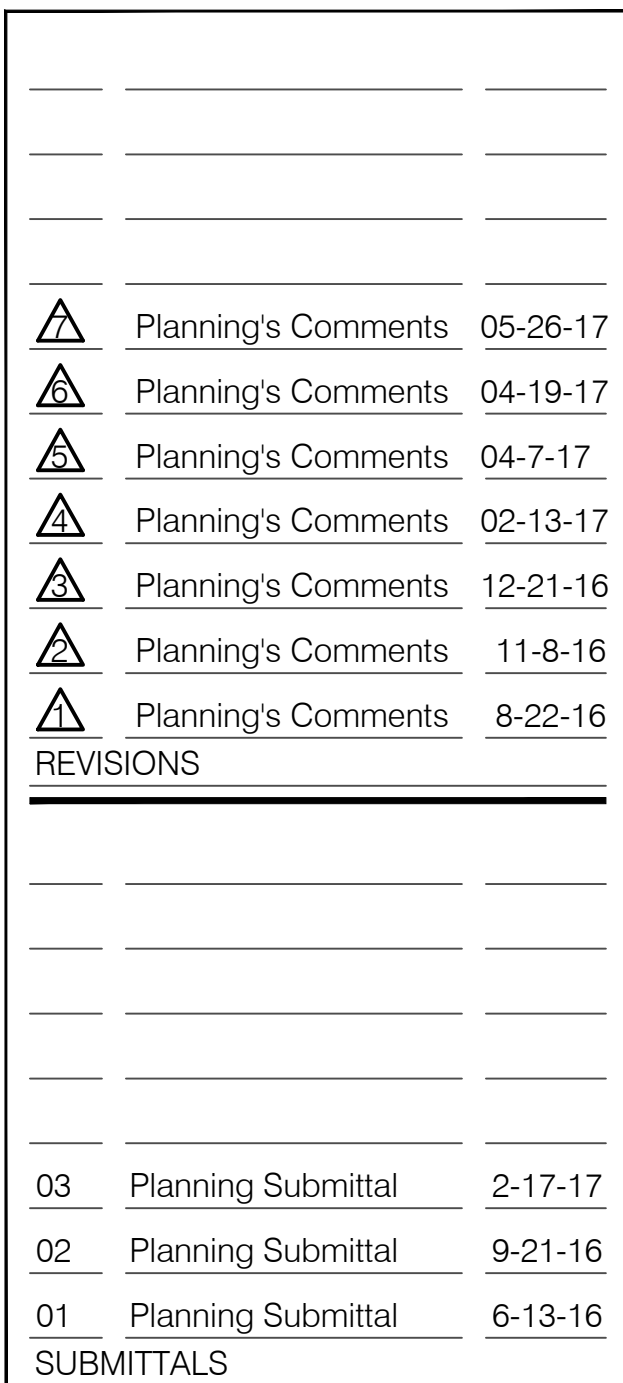 7 Planning's Comments 05-26-17
6 Planning's Comments 04-19-17
5 Planning's Comments 04-7-17
4 Planning's Comments 02-13-17
3 Planning's Comments 12-21-16
2 Planning's Comments 11-8-16
1 Planning's Comments 8-22-16
REVISIONS
03 Planning Submittal 2-17-17
02 Planning Submittal 9-21-16
01 Planning Submittal 6-13-16
SUBMITTALS